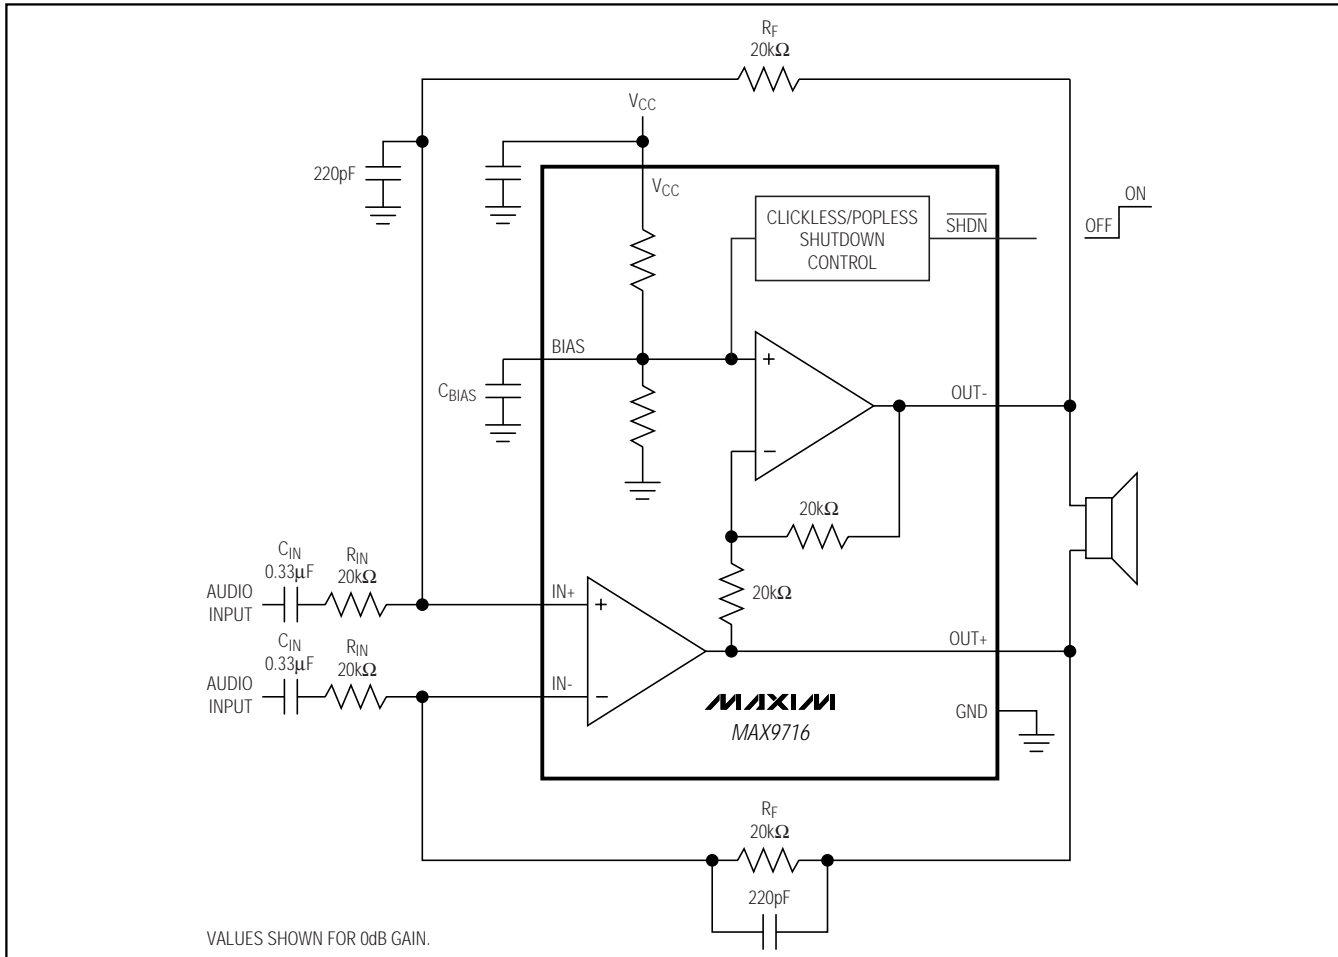 RF
20kΩ
VCC
220pF
VCC
CLICKLESS/POPLESS
SHUTDOWN
CONTROL
SHDN
ON
OFF
BIAS
CBIAS
OUT-
20kΩ
20kΩ
CIN
0.33µF
RIN
20kΩ
AUDIO
INPUT
IN+
CIN
0.33µF
RIN
20kΩ
AUDIO
INPUT
IN-
OUT+
MAXIM
MAX9716
GND
RF
20kΩ
220pF
VALUES SHOWN FOR 0dB GAIN.